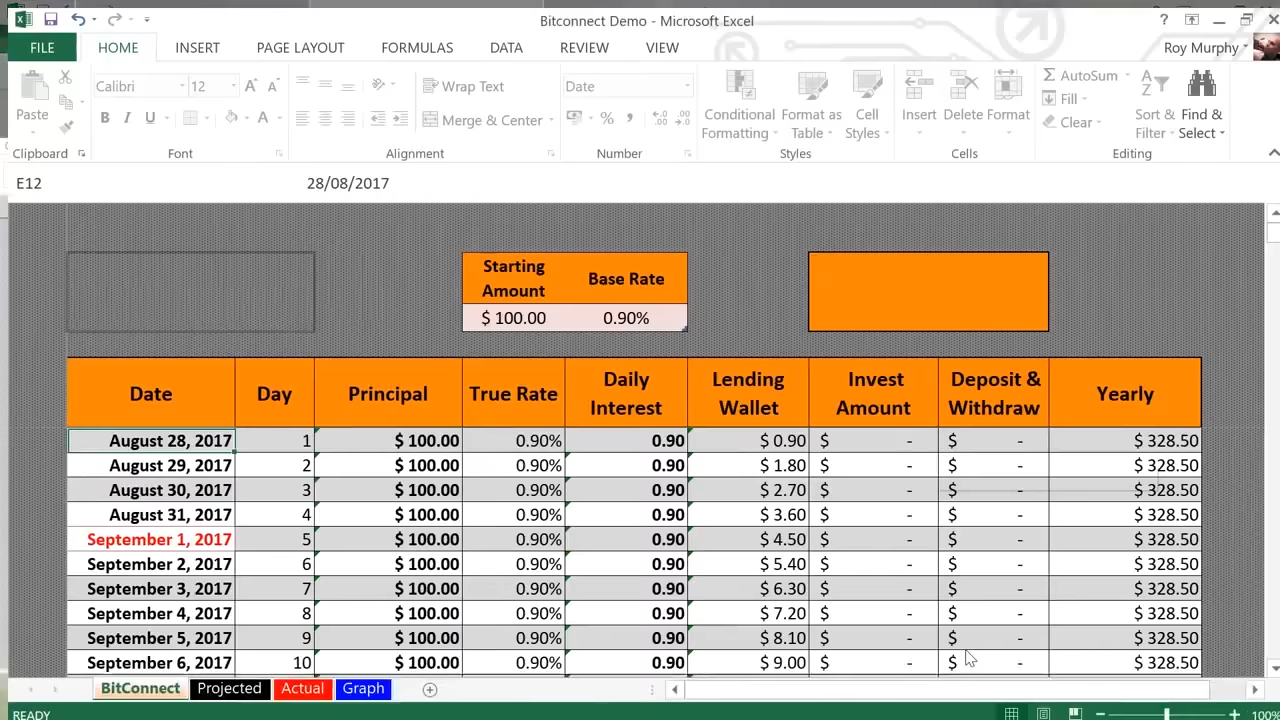 Bitconnect Demo - Microsoft Excel
?
FILE HOME INSERT PAGE LAYOUT FORMULAS DATA REVIEW VIEW Roy Murphy
Paste
Calibri 12
B I U
Wrap Text
Merge & Center
Date
% ,
Conditional Formatting
Format as Table
Cell Styles
Insert Delete Format
AutoSum
Fill
Clear
Sort & Filter
Find & Select
Clipboard Font Alignment Number Styles Cells Editing
E12 28/08/2017
Starting Amount Base Rate
$ 100.00 0.90%
Date Day Principal True Rate Daily Interest Lending Wallet Invest Amount Deposit & Withdraw Yearly
August 28, 2017 1 $ 100.00 0.90% 0.90 $ 0.90 $ - $ - $ 328.50
August 29, 2017 2 $ 100.00 0.90% 0.90 $ 1.80 $ - $ - $ 328.50
August 30, 2017 3 $ 100.00 0.90% 0.90 $ 2.70 $ - $ - $ 328.50
August 31, 2017 4 $ 100.00 0.90% 0.90 $ 3.60 $ - $ - $ 328.50
September 1, 2017 5 $ 100.00 0.90% 0.90 $ 4.50 $ - $ - $ 328.50
September 2, 2017 6 $ 100.00 0.90% 0.90 $ 5.40 $ - $ - $ 328.50
September 3, 2017 7 $ 100.00 0.90% 0.90 $ 6.30 $ - $ - $ 328.50
September 4, 2017 8 $ 100.00 0.90% 0.90 $ 7.20 $ - $ - $ 328.50
September 5, 2017 9 $ 100.00 0.90% 0.90 $ 8.10 $ - $ - $ 328.50
September 6, 2017 10 $ 100.00 0.90% 0.90 $ 9.00 $ - $ - $ 328.50
BitConnect Projected Actual Graph
READY 100%